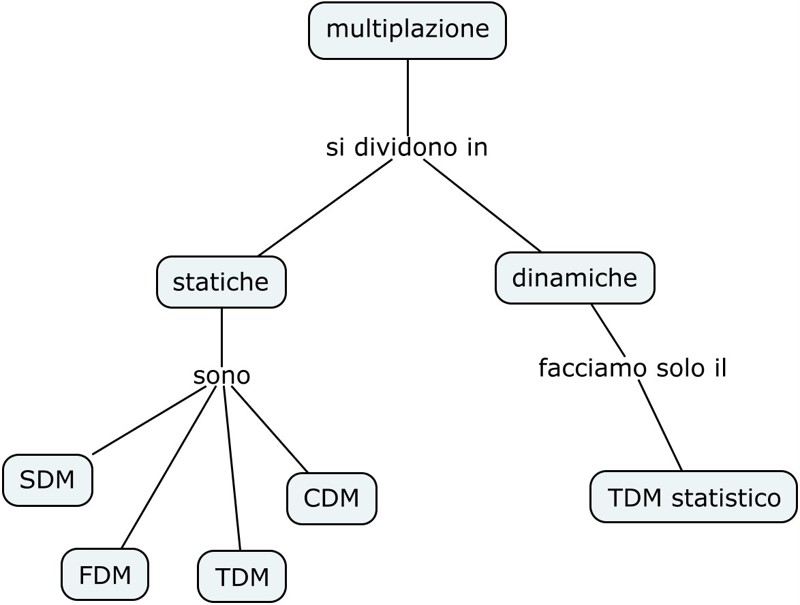 multiplazione
si dividono in
statiche
dinamiche
sono
facciamo solo il
SDM
CDM
TDM statistico
FDM
TDM